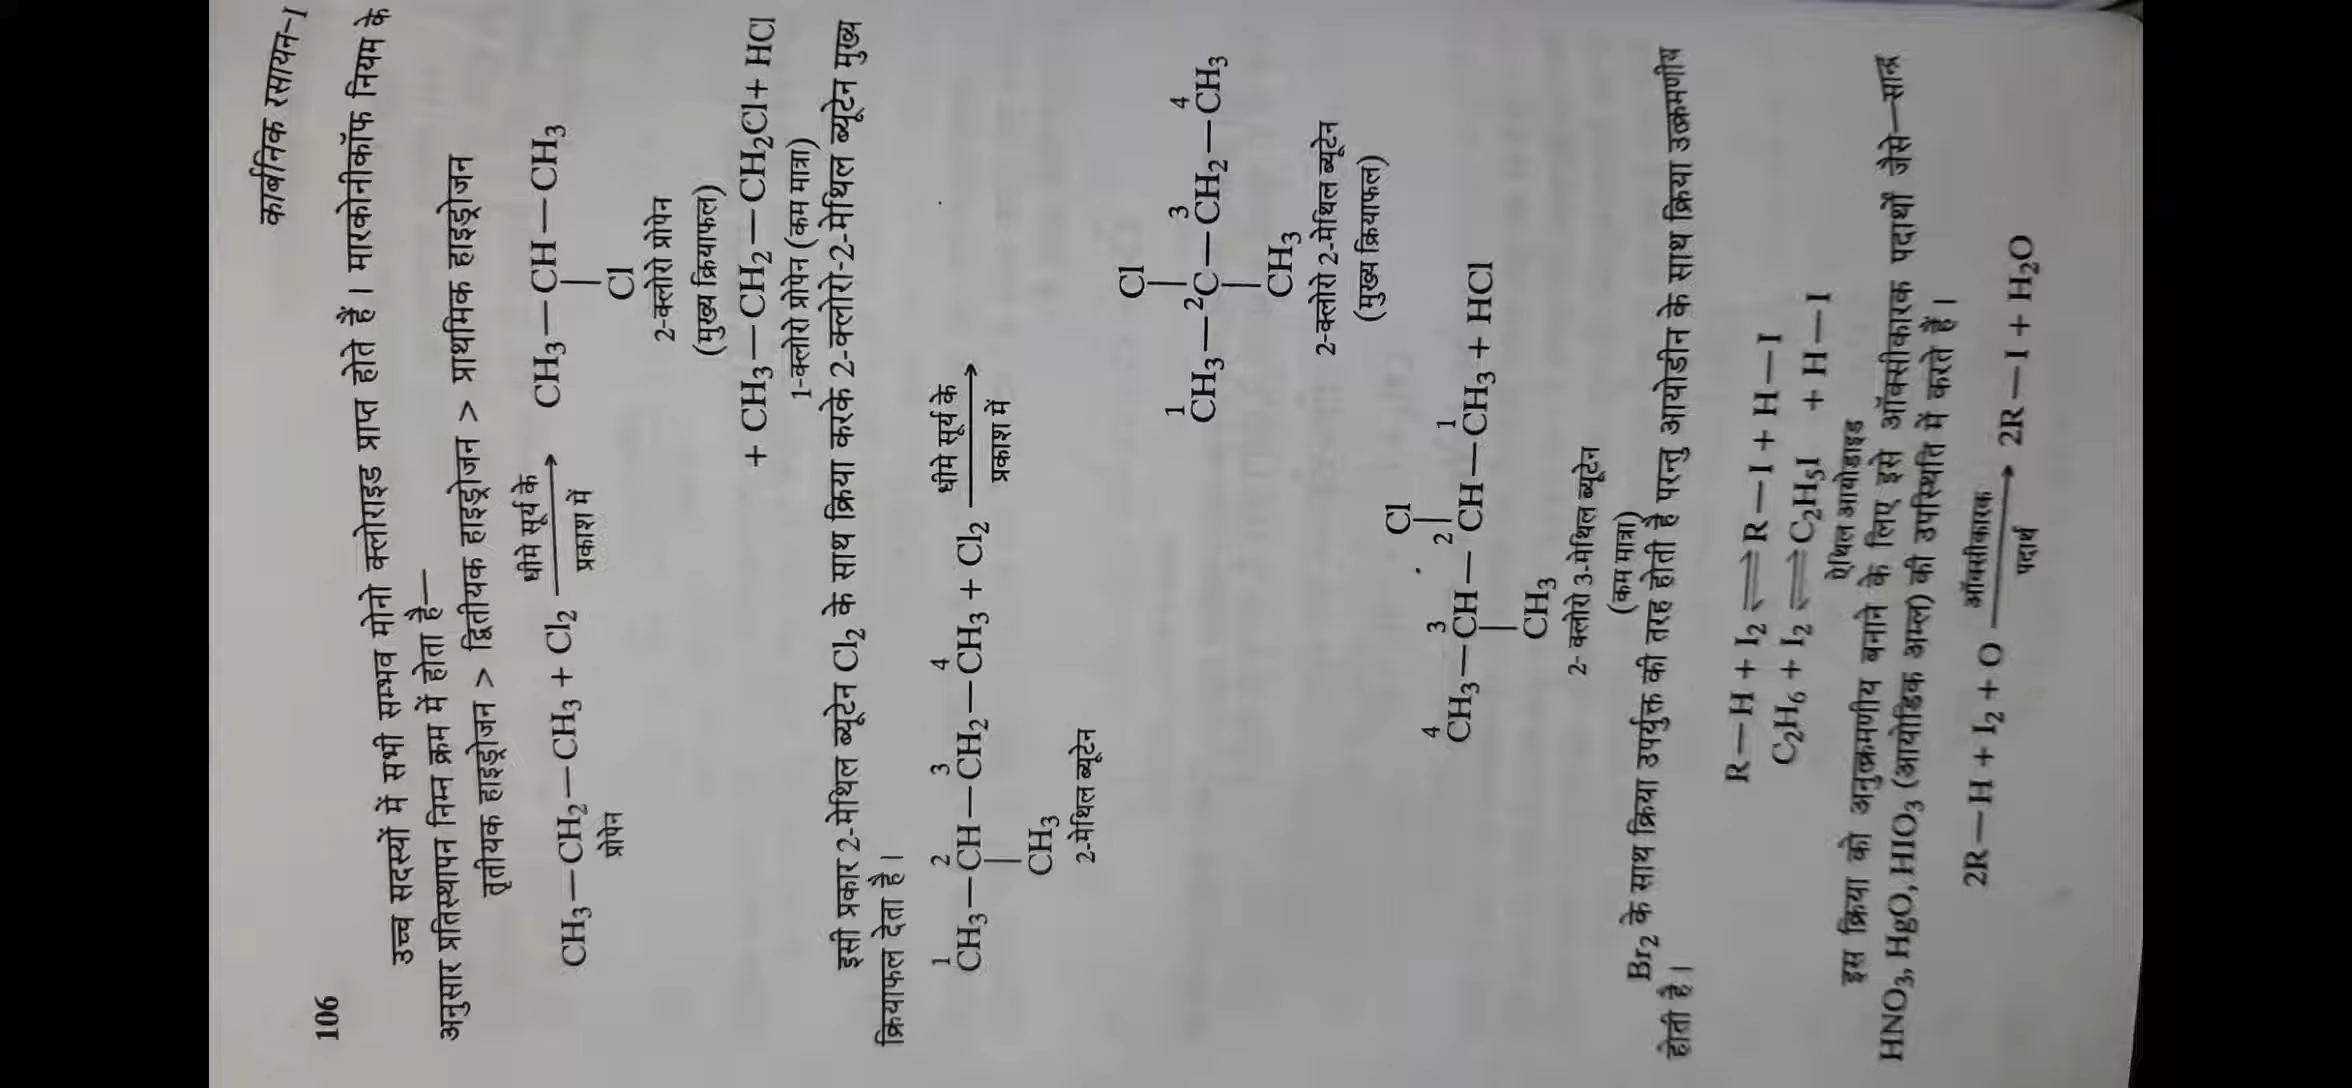 106
कार्बनिक रसायन–I
उच्च सदस्यों में सभी सम्भव मोनो क्लोराइड प्राप्त होते हैं। मारकोनीकॉफ नियम के
अनुसार प्रतिस्थापन निम्न क्रम में होता है—
तृतीयक हाइड्रोजन > द्वितीयक हाइड्रोजन > प्राथमिक हाइड्रोजन
धीमे सूर्य के
CH₃—CH₂—CH₃ + Cl₂ ⟶ CH₃—CH—CH₃
प्रोपेन
प्रकाश में
|
Cl
2-क्लोरो प्रोपेन
(मुख्य क्रियाफल)
+ CH₃—CH₂—CH₂Cl + HCl
1-क्लोरो प्रोपेन (कम मात्रा)
इसी प्रकार 2-मेथिल ब्यूटेन Cl₂ के साथ क्रिया करके 2-क्लोरो-2-मेथिल ब्यूटेन मुख्य
क्रियाफल देता है।
1 2 3 4 धीमे सूर्य के
CH₃—CH—CH₂—CH₃ + Cl₂ ⟶
| प्रकाश में
CH₃
2-मेथिल ब्यूटेन
Cl
|
1 2 3 4
CH₃—C—CH₂—CH₃
|
CH₃
2-क्लोरो 2-मेथिल ब्यूटेन
(मुख्य क्रियाफल)
Cl
|
4 3 2 1
CH₃—CH—CH—CH₃ + HCl
|
CH₃
2- क्लोरो 3-मेथिल ब्यूटेन
(कम मात्रा)
Br₂ के साथ क्रिया उपर्युक्त की तरह होती है परन्तु आयोडीन के साथ क्रिया उत्क्रमणीय
होती है।
R—H + I₂ ⇌ R—I + H—I
C₂H₆ + I₂ ⇌ C₂H₅I + H—I
ऐथिल आयोडाइड
इस क्रिया को अनुत्क्रमणीय बनाने के लिए इसे ऑक्सीकारक पदार्थों जैसे—सान्द्र
HNO₃, HgO, HIO₃ (आयोडिक अम्ल) की उपस्थिति में करते हैं।
ऑक्सीकारक
2R—H + I₂ + O ⟶ 2R—I + H₂O
पदार्थ